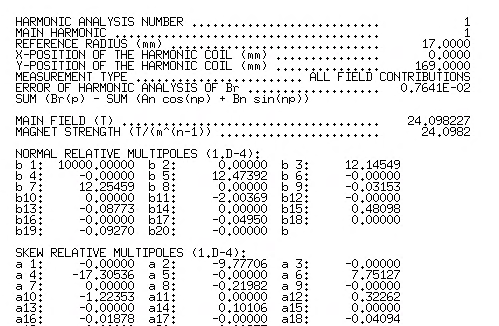 HARMONIC ANALYSIS NUMBER ............................ 1
MAIN HARMONIC ....................................... 1
REFERENCE RADIUS (mm) ............................... 17.0000
X-POSITION OF THE HARMONIC COIL (mm) ................ 0.0000
Y-POSITION OF THE HARMONIC COIL (mm) ................ 169.0000
MEASUREMENT TYPE ......................... ALL FIELD CONTRIBUTIONS
ERROR OF HARMONIC ANALYSIS OF Br .................... 0.7641E-02
SUM (Br(p) - SUM (An cos(np) + Bn sin(np))
MAIN FIELD (T) ...................................... 24.098227
MAGNET STRENGTH (T/(m^(n-1)) ........................ 24.0982
NORMAL RELATIVE MULTIPOLES (1.D-4):
b 1: 10000.00000 b 2: 0.00000 b 3: 12.14549
b 4: -0.00000 b 5: 12.47392 b 6: -0.00000
b 7: 12.25459 b 8: 0.00000 b 9: -0.03153
b10: 0.00000 b11: -2.00369 b12: -0.00000
b13: -0.08773 b14: 0.00000 b15: 0.48098
b16: -0.00000 b17: -0.04950 b18: 0.00000
b19: -0.09270 b20: -0.00000 b
SKEW RELATIVE MULTIPOLES (1.D-4):
a 1: -0.00000 a 2: -9.77706 a 3: -0.00000
a 4: -17.30536 a 5: -0.00000 a 6: 7.75127
a 7: 0.00000 a 8: -0.21982 a 9: -0.00000
a10: -1.22353 a11: 0.00000 a12: 0.32262
a13: 0.00000 a14: 0.10106 a15: 0.00000
a16: -0.01878 a17: -0.00000 a18: -0.04094